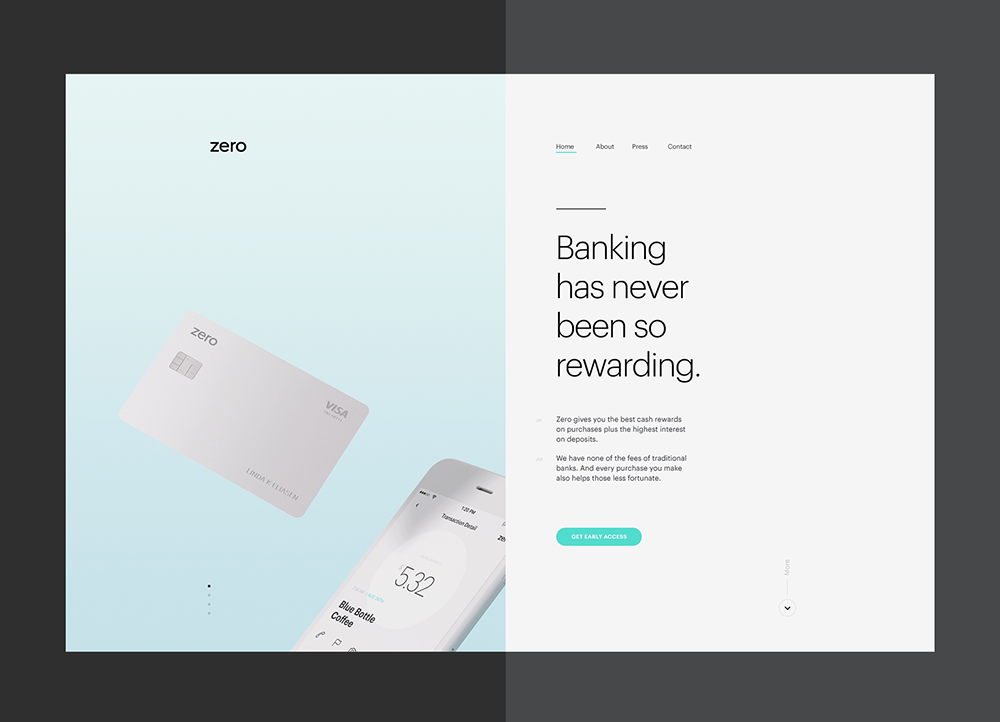 zero
Home About Press Contact
Banking
has never
been so
rewarding.
Zero gives you the best cash rewards
on purchases plus the highest interest
on deposits.
We have none of the fees of traditional
banks. And every purchase you make
also helps those less fortunate.
GET EARLY ACCESS
More
zero
VISA
LINDA K ELIASEN
1:20 PM
Transaction Detail
$5.32
Blue Bottle
Coffee